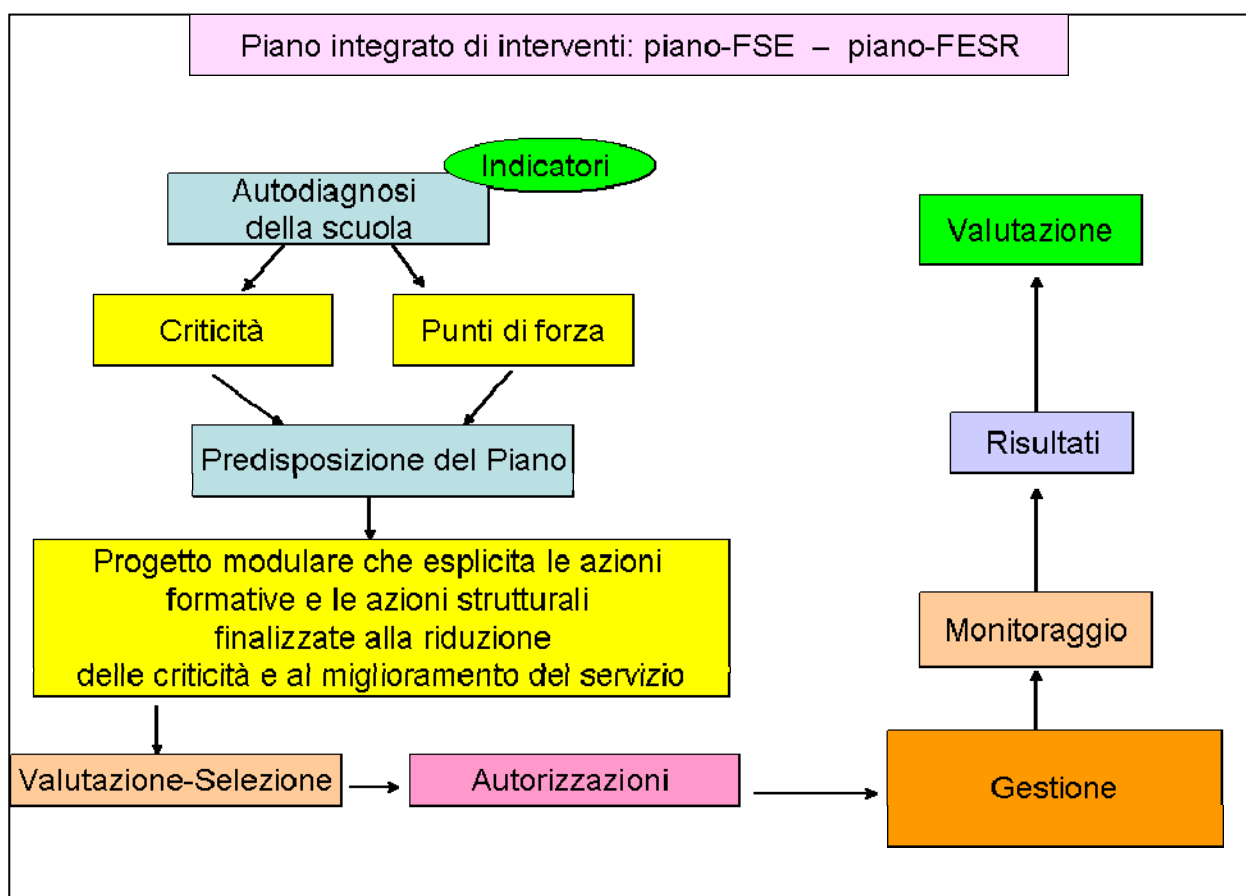 Piano integrato di interventi: piano-FSE – piano-FESR
Indicatori
Autodiagnosi
della scuola
Criticità
Punti di forza
Predisposizione del Piano
Progetto modulare che esplicita le azioni
formative e le azioni strutturali
finalizzate alla riduzione
delle criticità e al miglioramento del servizio
Valutazione-Selezione
Autorizzazioni
Gestione
Monitoraggio
Risultati
Valutazione